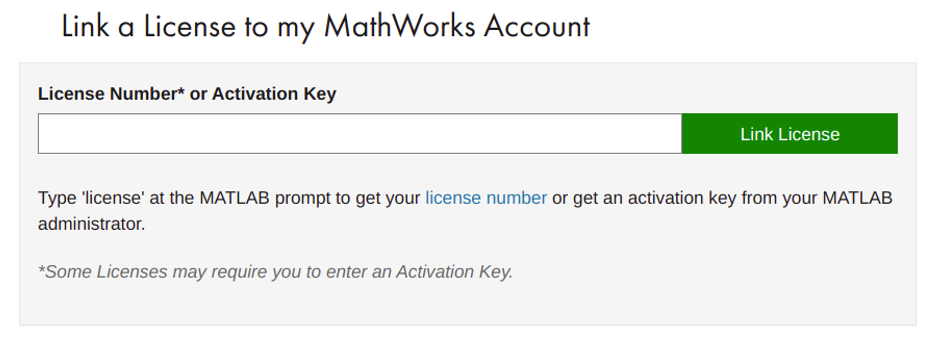 Link a License to my MathWorks Account
License Number* or Activation Key
Link License
Type 'license' at the MATLAB prompt to get your license number or get an activation key from your MATLAB
administrator.
*Some Licenses may require you to enter an Activation Key.